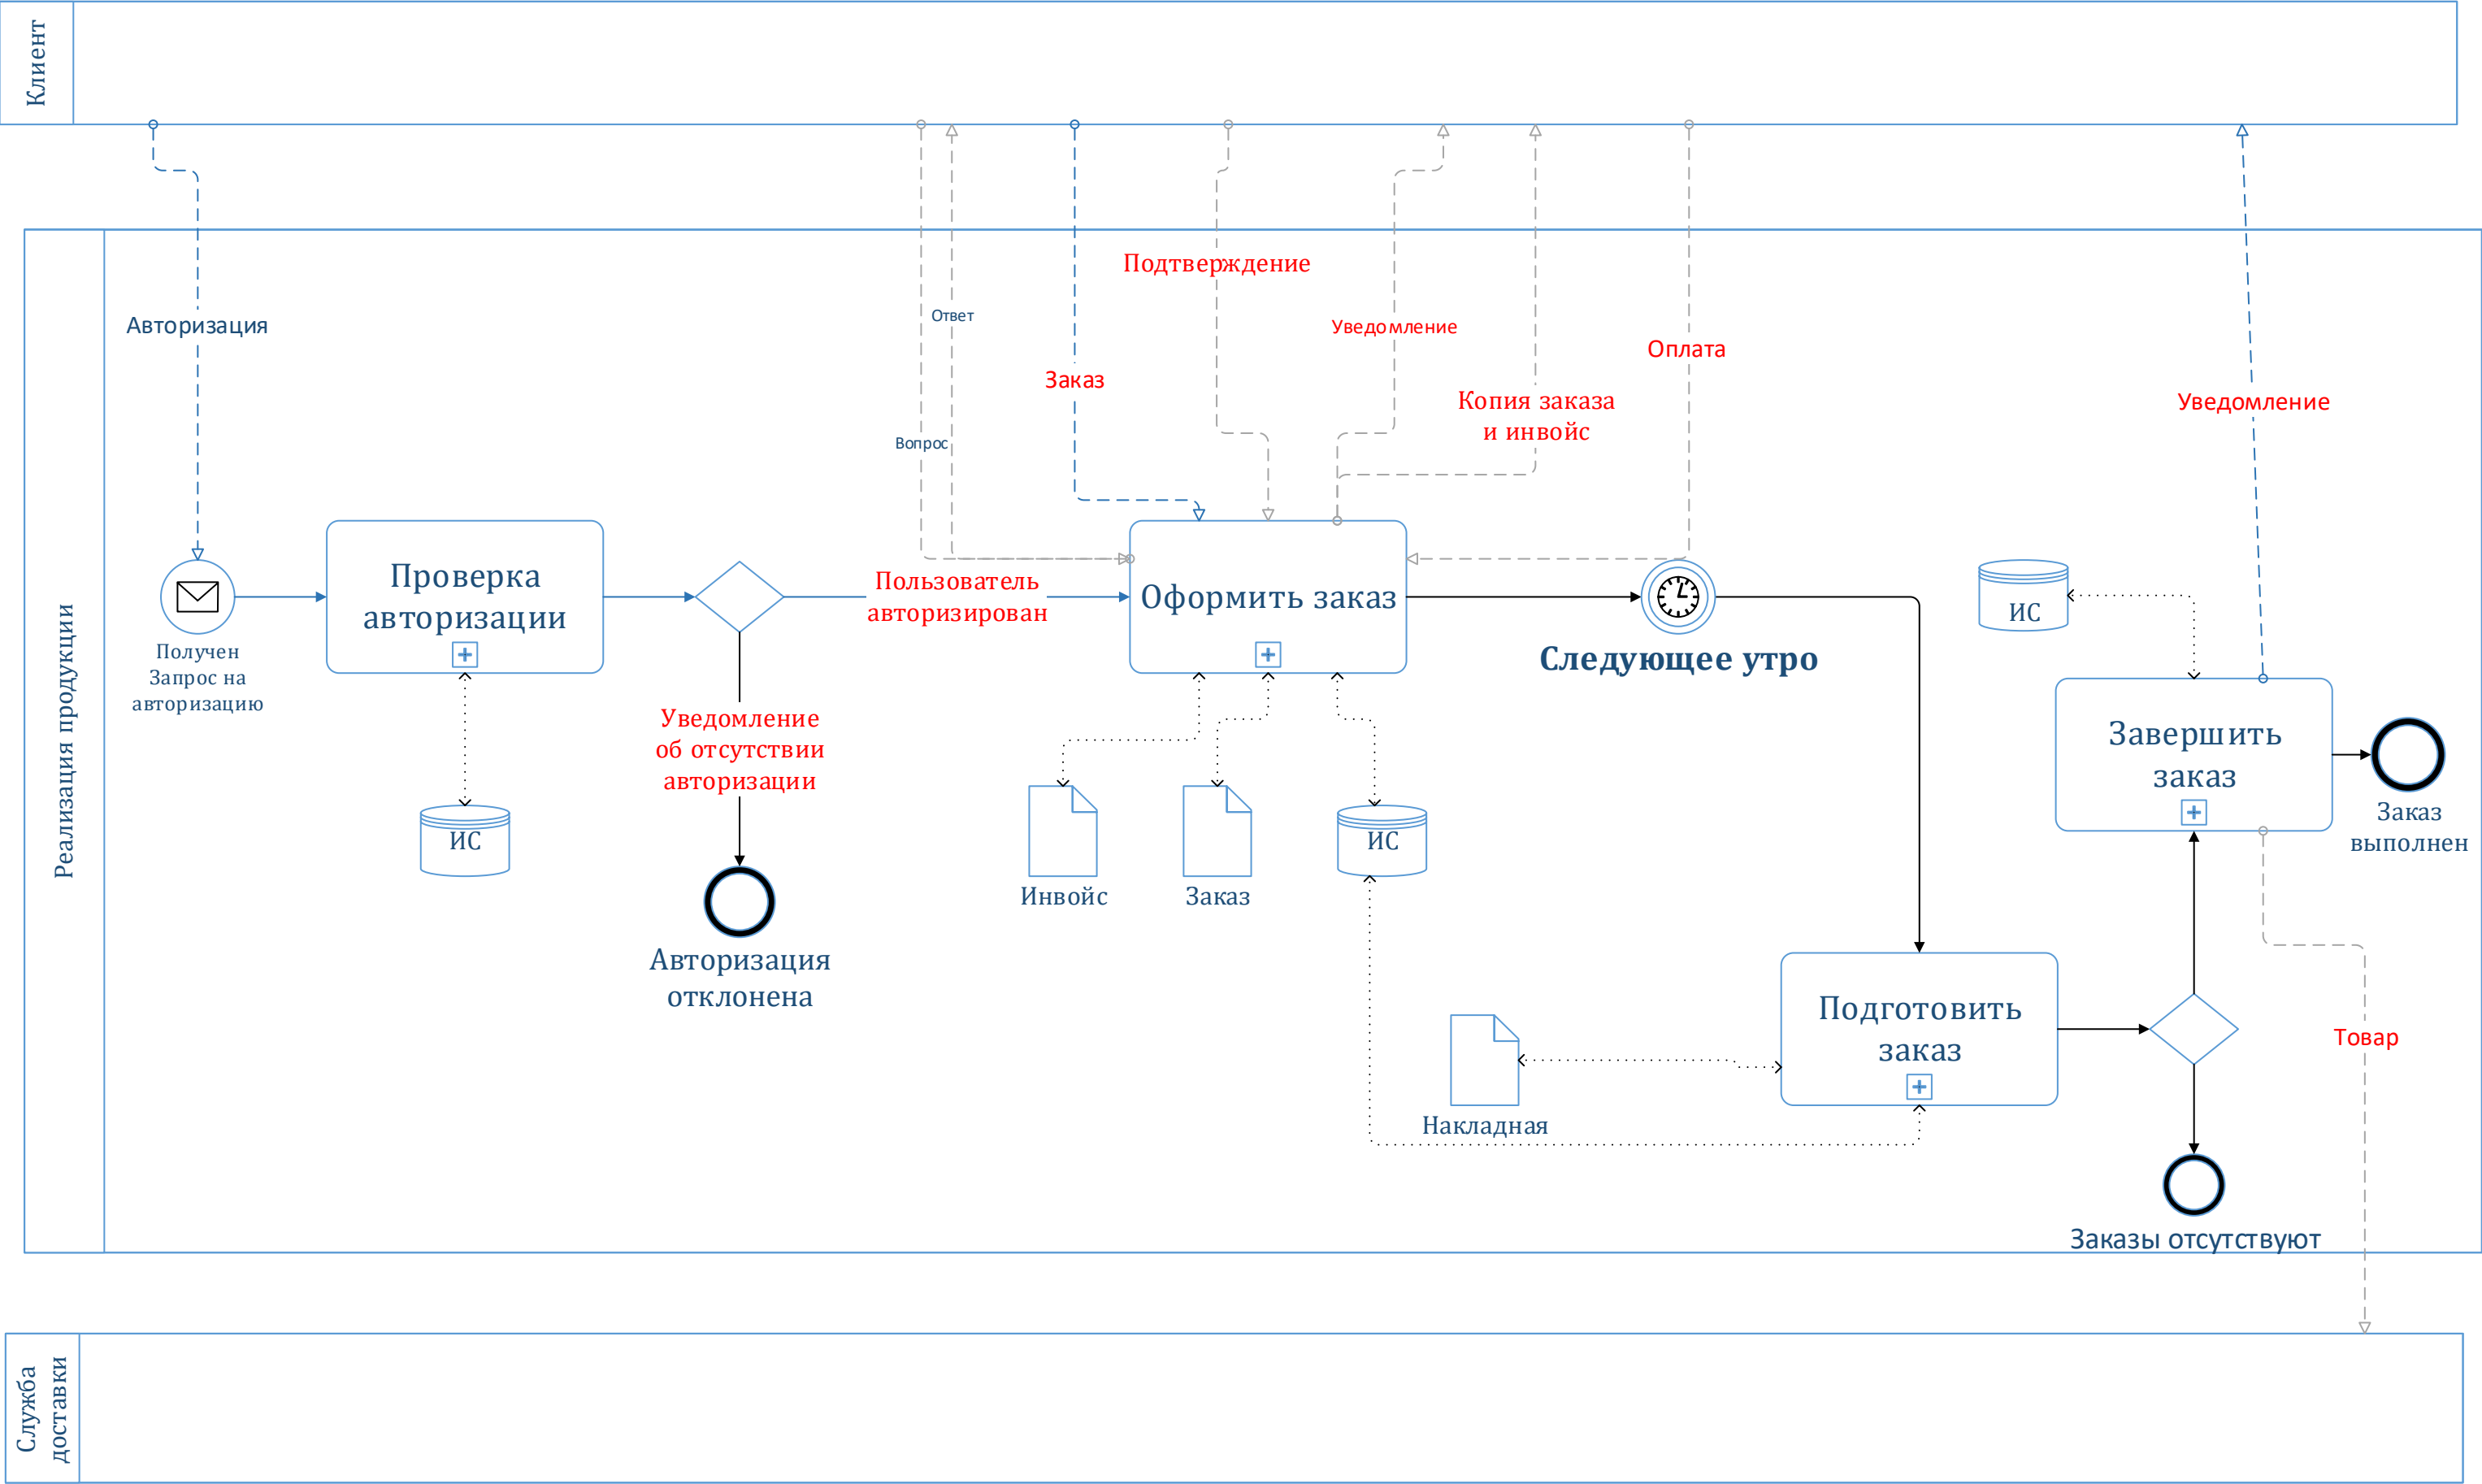 Клиент
Реализация продукции
Авторизация
Получен
Запрос на
авторизацию
Проверка
авторизации
ИС
Уведомление
об отсутствии
авторизации
Авторизация
отклонена
Пользователь
авторизирован
Вопрос
Ответ
Заказ
Подтверждение
Уведомление
Копия заказа
и инвойс
Оплата
Оформить заказ
Инвойс
Заказ
ИС
Следующее утро
Накладная
Подготовить
заказ
ИС
Уведомление
Завершить
заказ
Заказ
выполнен
Товар
Заказы отсутствуют
Служба
доставки